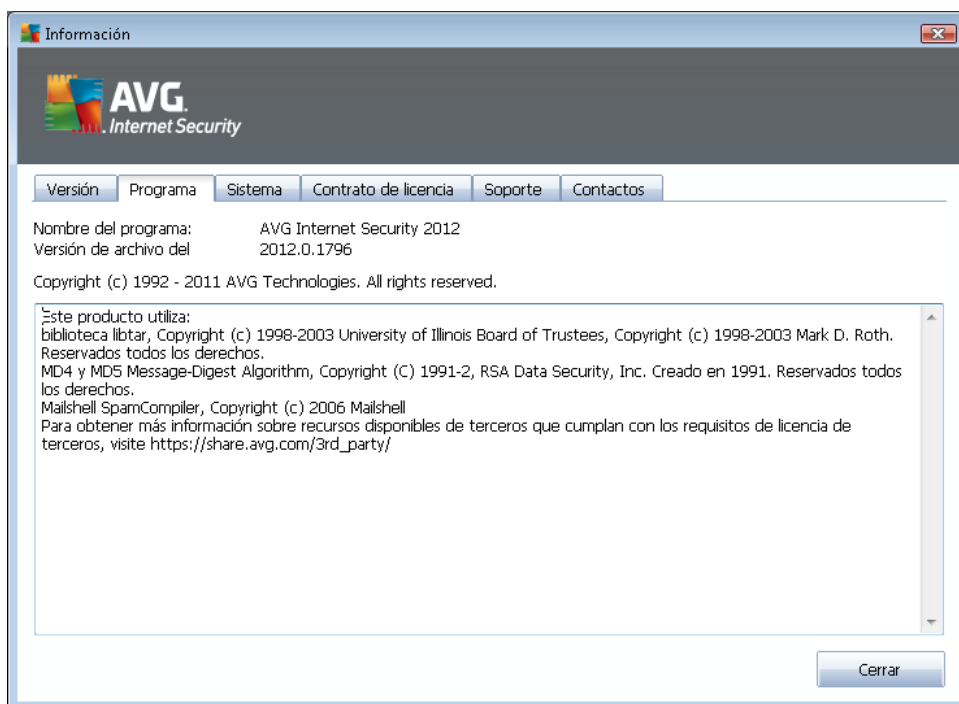 Información
AVG.
Internet Security
Versión Programa Sistema Contrato de licencia Soporte Contactos
Nombre del programa: AVG Internet Security 2012
Versión de archivo del 2012.0.1796
Copyright (c) 1992 - 2011 AVG Technologies. All rights reserved.
Este producto utiliza:
biblioteca libtar, Copyright (c) 1998-2003 University of Illinois Board of Trustees, Copyright (c) 1998-2003 Mark D. Roth.
Reservados todos los derechos.
MD4 y MD5 Message-Digest Algorithm, Copyright (C) 1991-2, RSA Data Security, Inc. Creado en 1991. Reservados todos
los derechos.
Mailshell SpamCompiler, Copyright (c) 2006 Mailshell
Para obtener más información sobre recursos disponibles de terceros que cumplan con los requisitos de licencia de
terceros, visite https://share.avg.com/3rd_party/
Cerrar